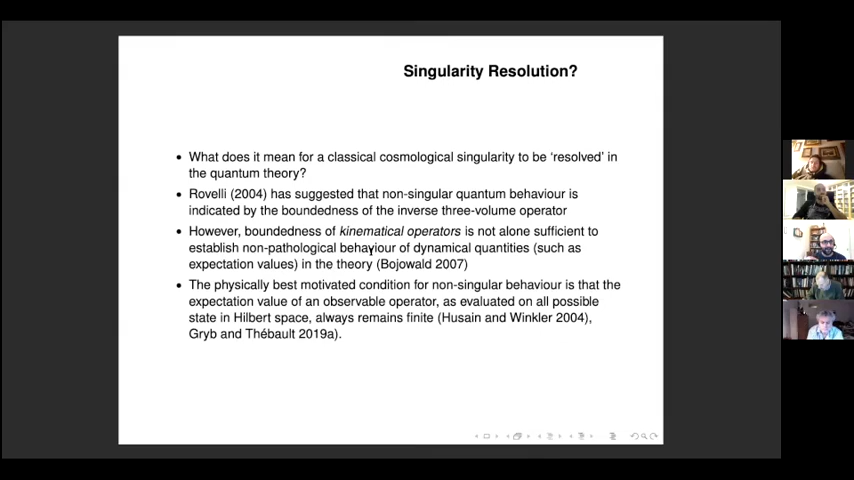 Singularity Resolution?
• What does it mean for a classical cosmological singularity to be ‘resolved’ in
the quantum theory?
• Rovelli (2004) has suggested that non-singular quantum behaviour is
indicated by the boundedness of the inverse three-volume operator
• However, boundedness of kinematical operators is not alone sufficient to
establish non-pathological behaviour of dynamical quantities (such as
expectation values) in the theory (Bojowald 2007)
• The physically best motivated condition for non-singular behaviour is that the
expectation value of an observable operator, as evaluated on all possible
state in Hilbert space, always remains finite (Husain and Winkler 2004),
Gryb and Thébault 2019a).